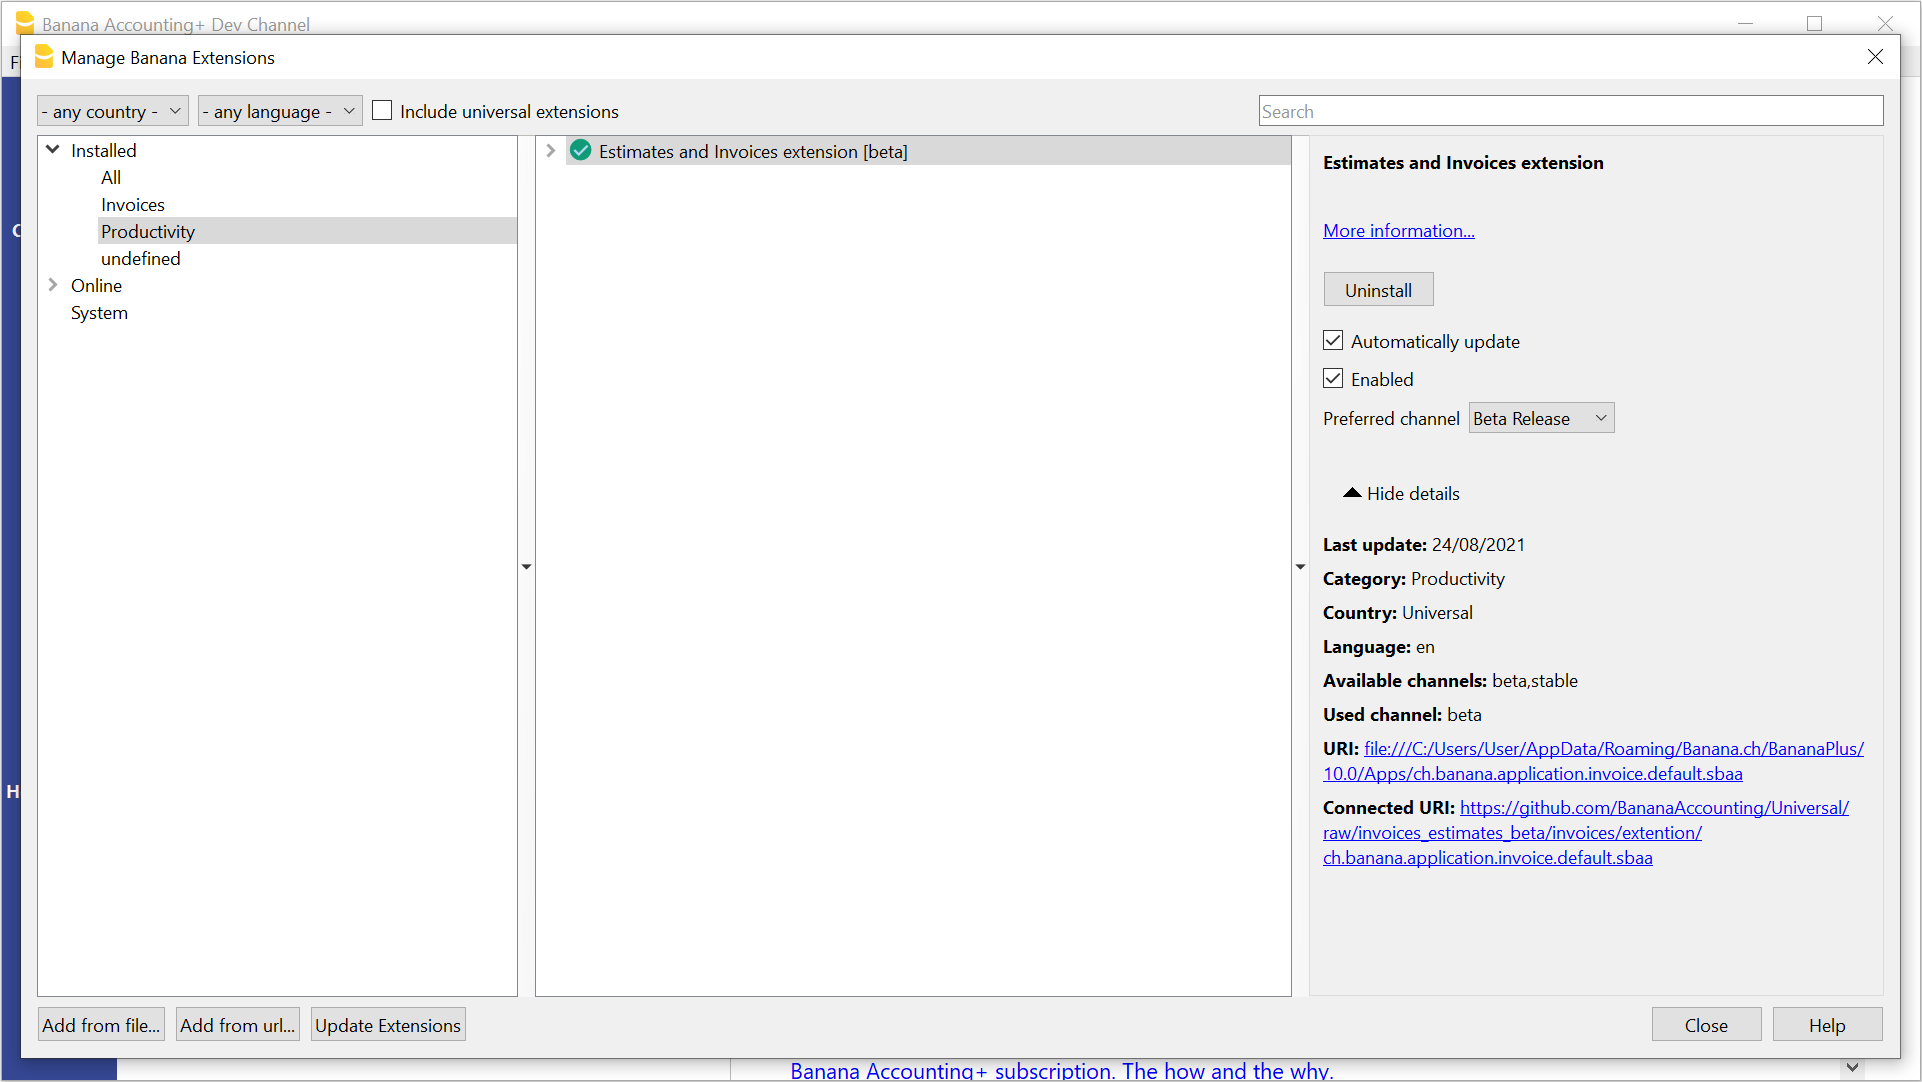 Banana Accounting+ Dev Channel
Manage Banana Extensions
- any country -
- any language -
Include universal extensions
Search
Installed
All
Invoices
Productivity
undefined
Online
System
Estimates and Invoices extension [beta]
Estimates and Invoices extension
More information...
Uninstall
Automatically update
Enabled
Preferred channel Beta Release
Hide details
Last update: 24/08/2021
Category: Productivity
Country: Universal
Language: en
Available channels: beta,stable
Used channel: beta
URI: file:///C:/Users/User/AppData/Roaming/Banana.ch/BananaPlus/
10.0/Apps/ch.banana.application.invoice.default.sbaa
Connected URI: https://github.com/BananaAccounting/Universal/
raw/invoices_estimates_beta/invoices/extention/
ch.banana.application.invoice.default.sbaa
Add from file...
Add from url...
Update Extensions
Close
Help
H
Banana Accounting+ subscription. The how and the why.